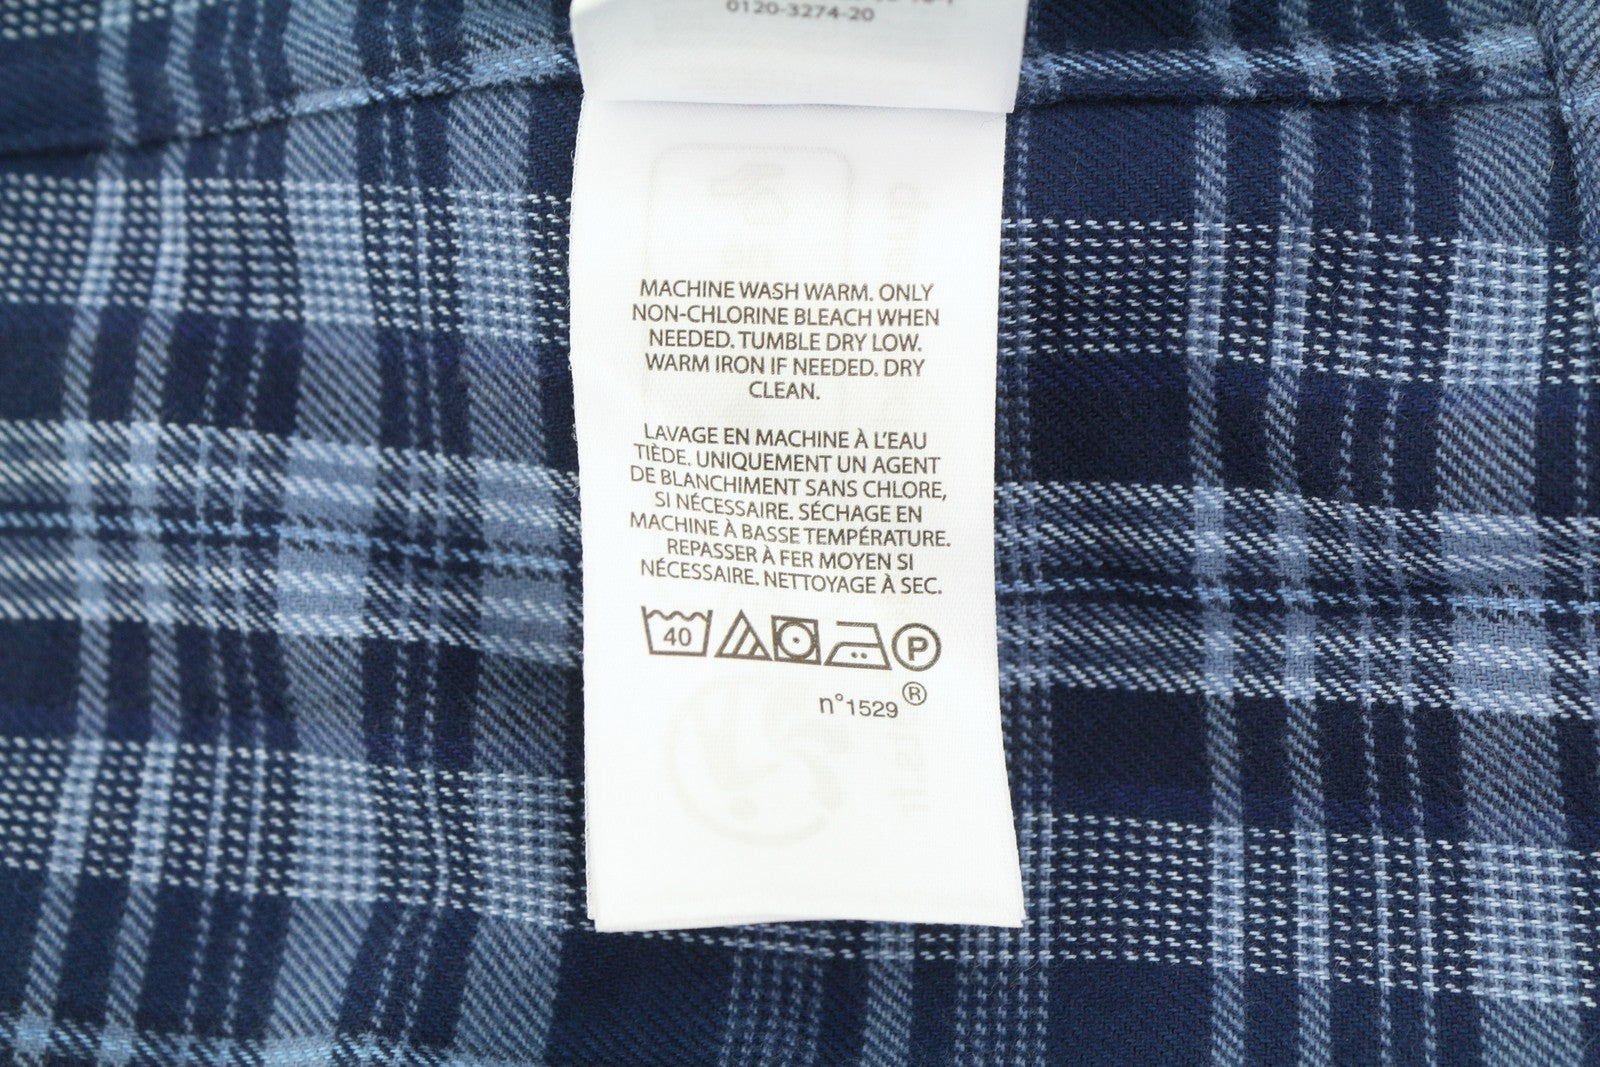 0120-3274-20
MACHINE WASH WARM. ONLY
NON-CHLORINE BLEACH WHEN
NEEDED. TUMBLE DRY LOW.
WARM IRON IF NEEDED. DRY
CLEAN.
LAVAGE EN MACHINE À L'EAU
TIÈDE. UNIQUEMENT UN AGENT
DE BLANCHIMENT SANS CHLORE,
SI NÉCESSAIRE. SÉCHAGE EN
MACHINE À BASSE TEMPÉRATURE.
REPASSER À FER MOYEN SI
NÉCESSAIRE. NETTOYAGE À SEC.
40 P
n°1529 ®